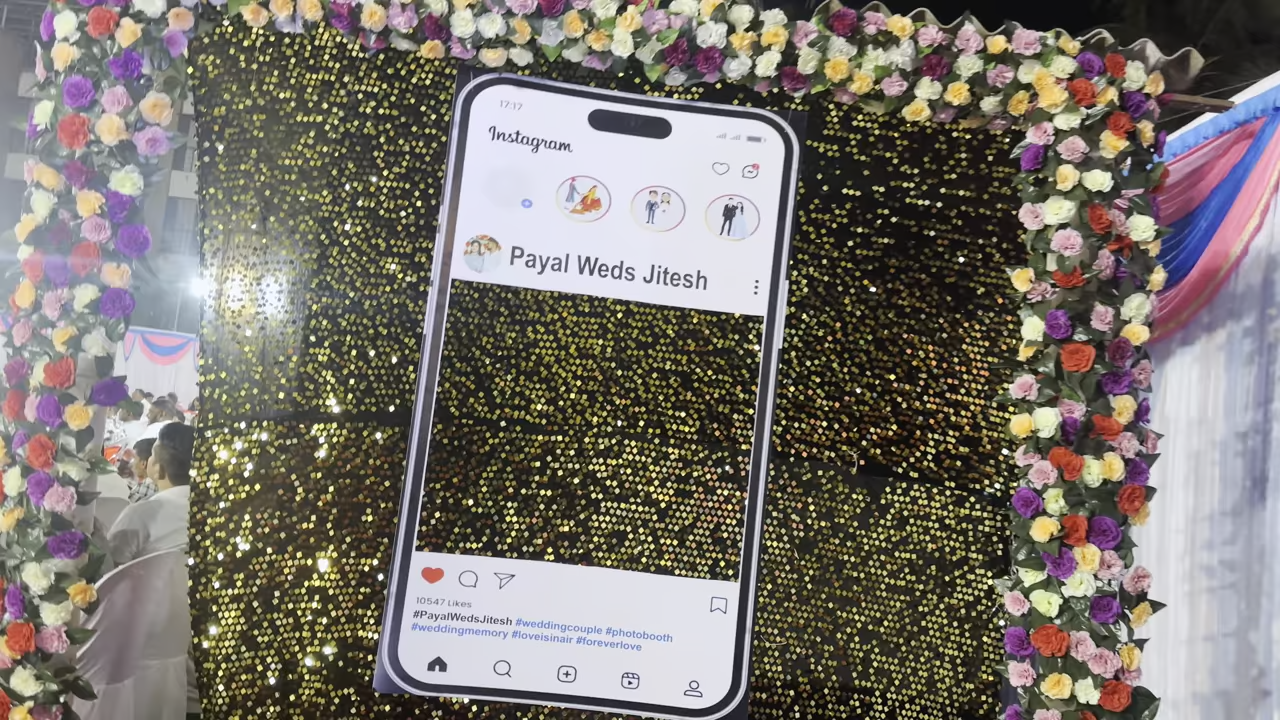 17:17
Instagram
Payal Weds Jitesh
10547 Likes
#PayalWedsJitesh #weddingcouple #photobooth
#weddingmemory #loveisinair #foreverlove